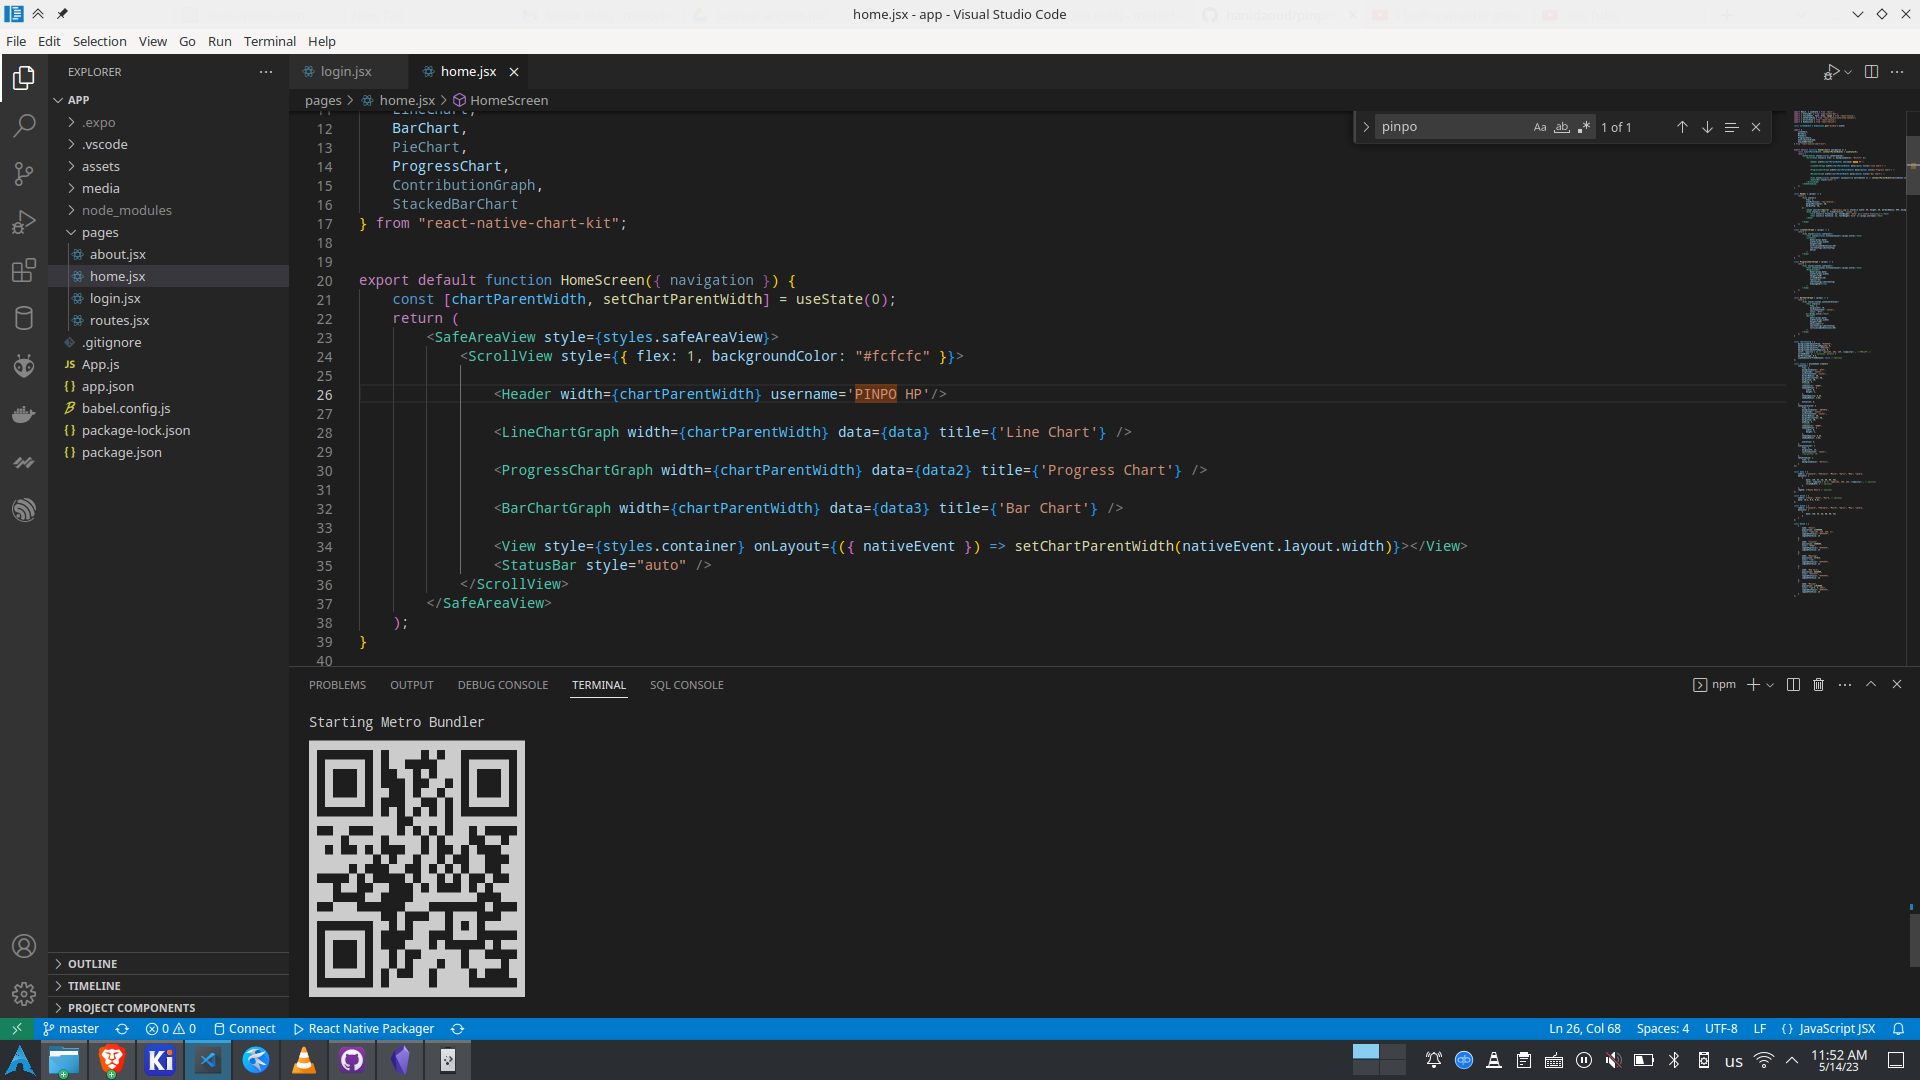 home.jsx - app - Visual Studio Code
File Edit Selection View Go Run Terminal Help
EXPLORER
APP
.expo
.vscode
assets
media
node_modules
pages
about.jsx
home.jsx
login.jsx
routes.jsx
.gitignore
JS App.js
{} app.json
babel.config.js
{} package-lock.json
{} package.json
OUTLINE
TIMELINE
PROJECT COMPONENTS
login.jsx home.jsx
pages > home.jsx > HomeScreen
pinpo Aa ab 1 of 1
12 BarChart,
13 PieChart,
14 ProgressChart,
15 ContributionGraph,
16 StackedBarChart
17 } from "react-native-chart-kit";
18
19
20 export default function HomeScreen({ navigation }) {
21 const [chartParentWidth, setChartParentWidth] = useState(0);
22 return (
23 <SafeAreaView style={styles.safeAreaView}>
24 <ScrollView style={{ flex: 1, backgroundColor: "#fcfcfc" }}>
25
26 <Header width={chartParentWidth} username='PINPO HP'/>
27
28 <LineChartGraph width={chartParentWidth} data={data} title={'Line Chart'} />
29
30 <ProgressChartGraph width={chartParentWidth} data={data2} title={'Progress Chart'} />
31
32 <BarChartGraph width={chartParentWidth} data={data3} title={'Bar Chart'} />
33
34 <View style={styles.container} onLayout={({ nativeEvent }) => setChartParentWidth(nativeEvent.layout.width)}></View>
35 <StatusBar style="auto" />
36 </ScrollView>
37 </SafeAreaView>
38 );
39 }
40
PROBLEMS OUTPUT DEBUG CONSOLE TERMINAL SQL CONSOLE
npm
Starting Metro Bundler
master 0 0 Connect React Native Packager
Ln 26, Col 68 Spaces: 4 UTF-8 LF {} JavaScript JSX
Ki
us
11:52 AM
5/14/23